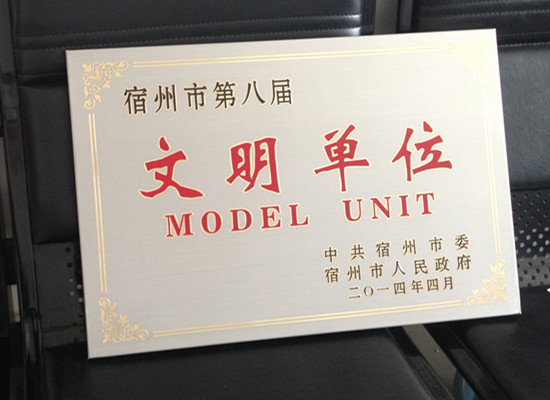 宿州市第八届
文明单位
MODEL UNIT
中共宿州市委
宿州市人民政府
二〇一四年四月